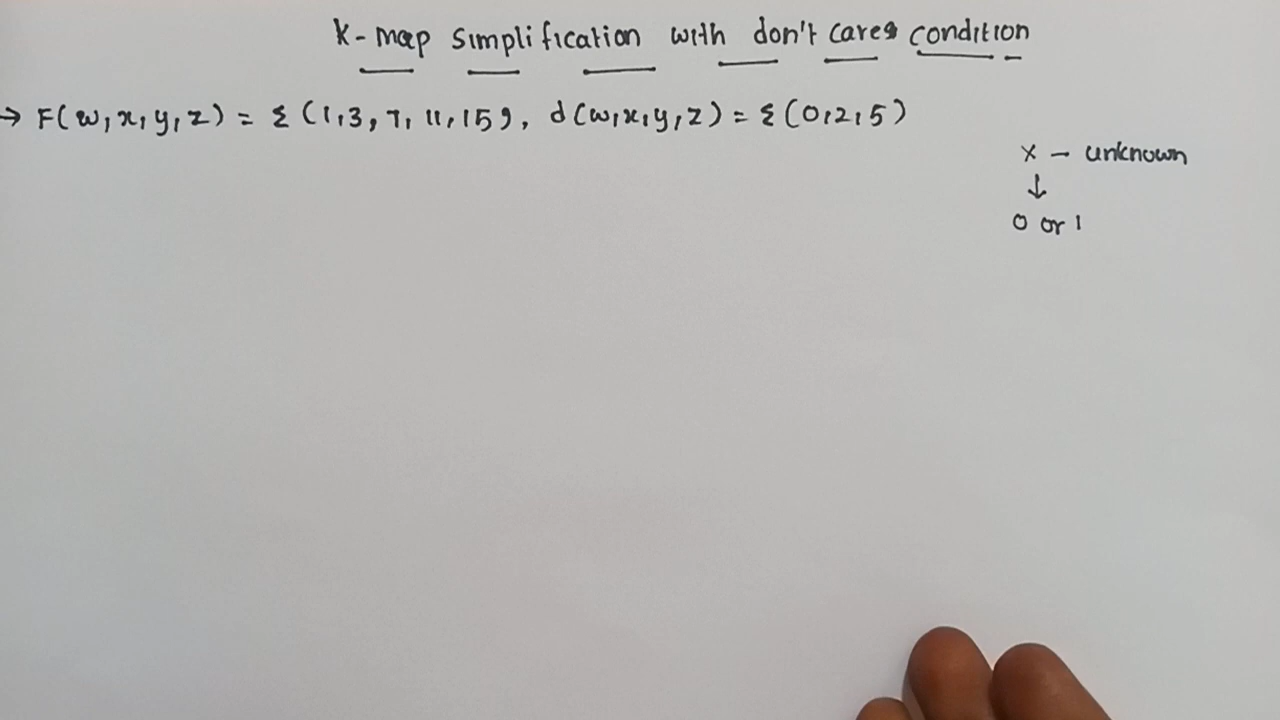 K-map simplification with don't cares condition
→ F(w,x,y,z) = Σ (1,3,7,11,15), d(w,x,y,z) = Σ (0,2,5)
x - unknown
↓
0 or 1